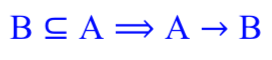 B ⊆ A ⟹ A → B